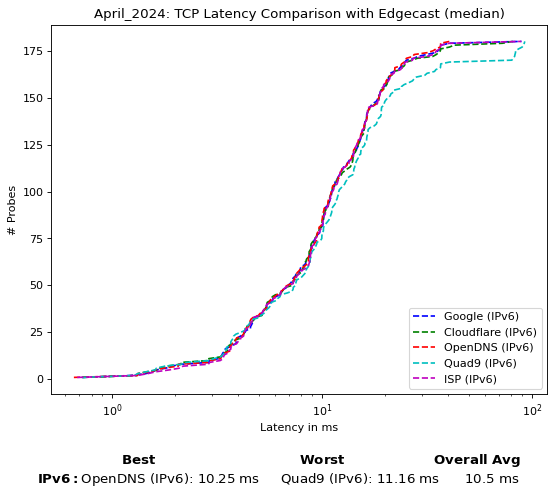 April_2024: TCP Latency Comparison with Edgecast (median)
175
150
125
100
75
50
25
0
# Probes
Google (IPv6)
Cloudflare (IPv6)
OpenDNS (IPv6)
Quad9 (IPv6)
ISP (IPv6)
10⁰ 10¹ 10²
Latency in ms
Best Worst Overall Avg
IPv6: OpenDNS (IPv6): 10.25 ms Quad9 (IPv6): 11.16 ms 10.5 ms